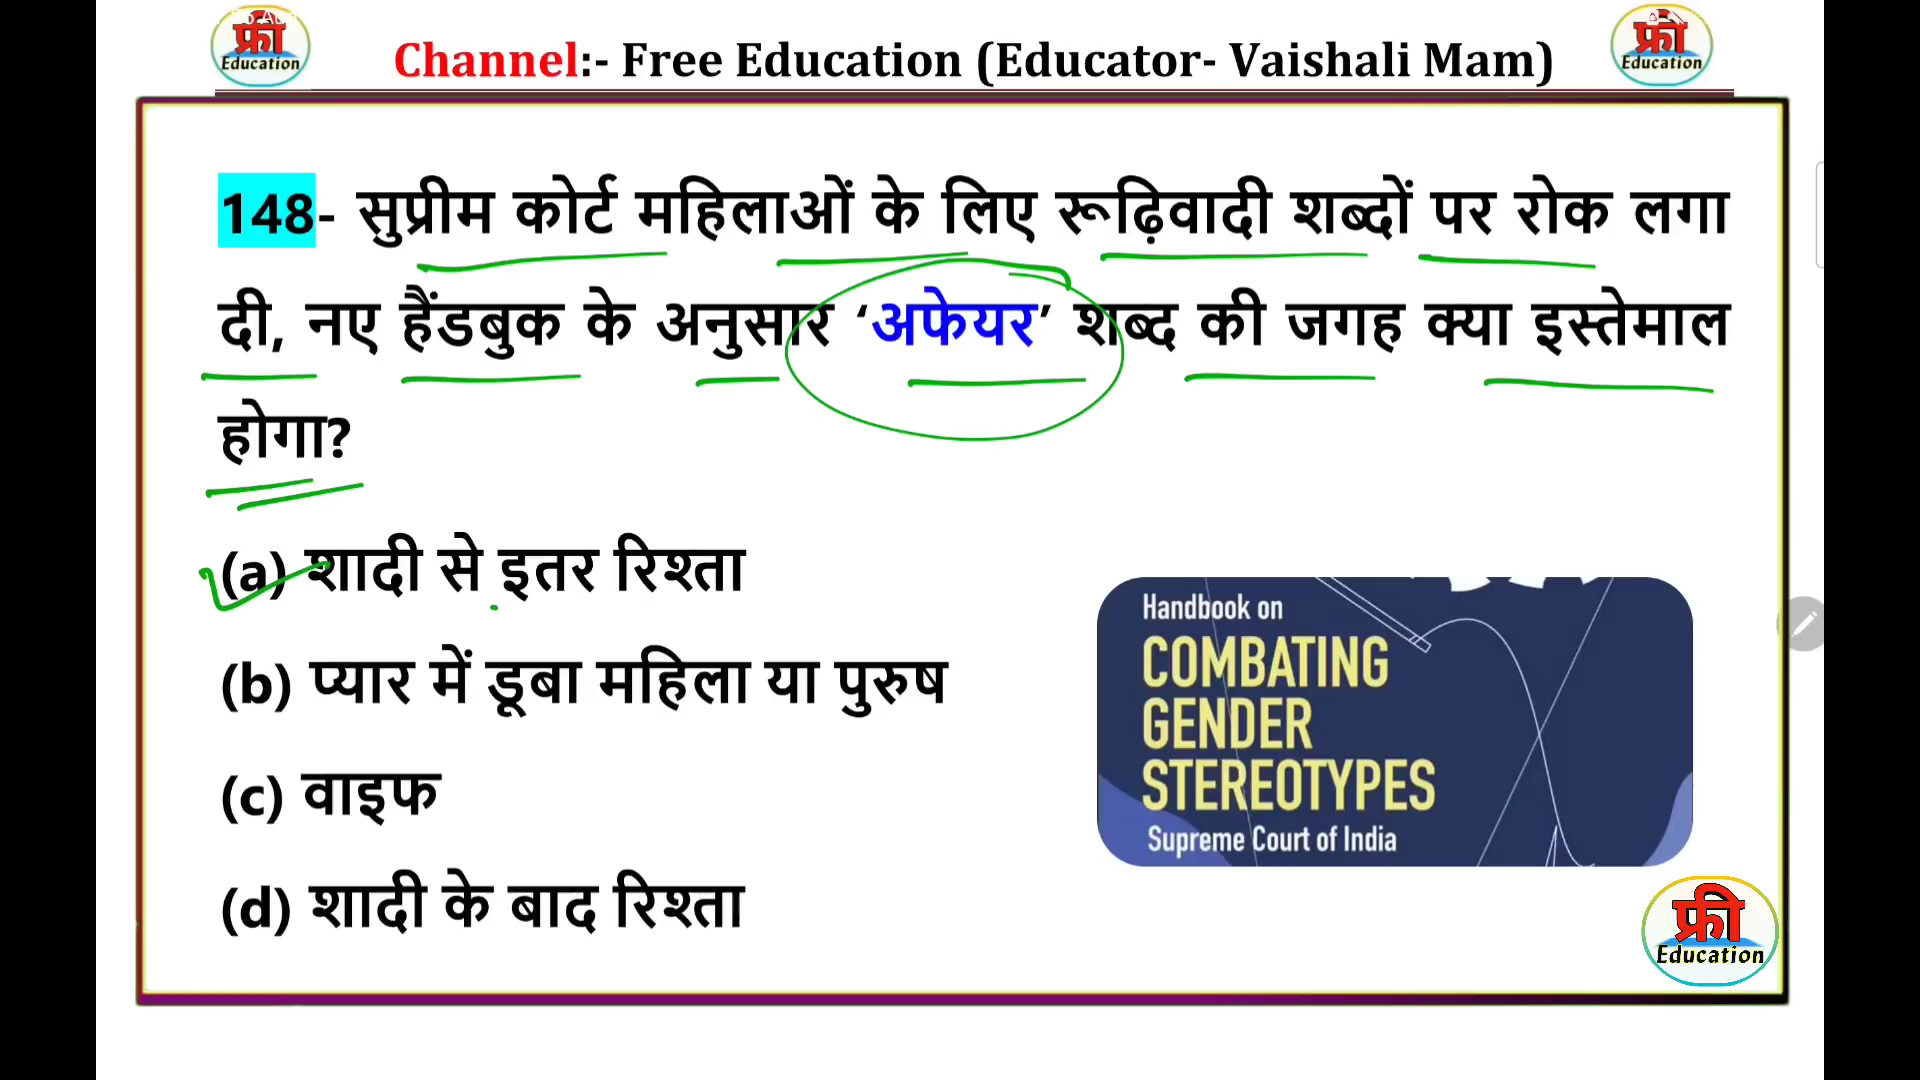 फ्री
Education
Channel:- Free Education (Educator- Vaishali Mam)
फ्री
Education
148- सुप्रीम कोर्ट महिलाओं के लिए रूढ़िवादी शब्दों पर रोक लगा
दी, नए हैंडबुक के अनुसार ‘अफेयर’ शब्द की जगह क्या इस्तेमाल
होगा?
(a) शादी से इतर रिश्ता
(b) प्यार में डूबा महिला या पुरुष
(c) वाइफ
(d) शादी के बाद रिश्ता
Handbook on
COMBATING
GENDER
STEREOTYPES
Supreme Court of India
फ्री
Education